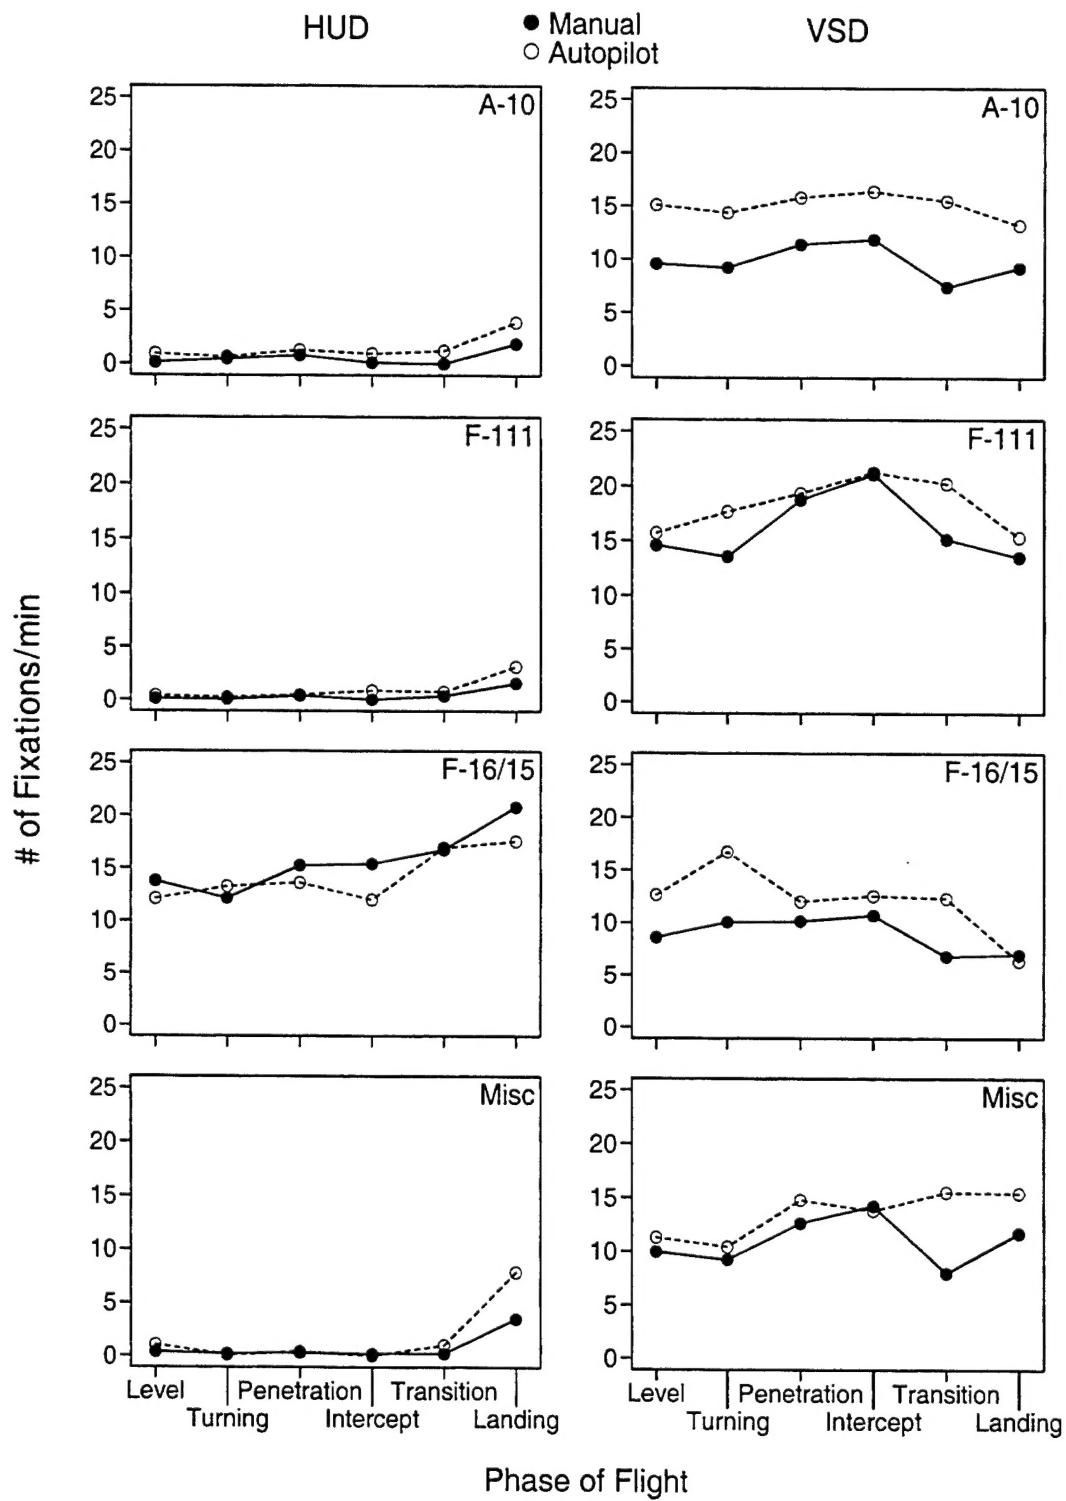 HUD
● Manual
○ Autopilot
VSD
A-10
25
20
15
10
5
0
A-10
25
20
15
10
5
0
F-111
25
20
15
10
5
0
F-111
25
20
15
10
5
0
F-16/15
25
20
15
10
5
0
F-16/15
25
20
15
10
5
0
Misc
25
20
15
10
5
0
Misc
25
20
15
10
5
0
# of Fixations/min
Level Penetration Transition
Turning Intercept Landing
Level Penetration Transition
Turning Intercept Landing
Phase of Flight